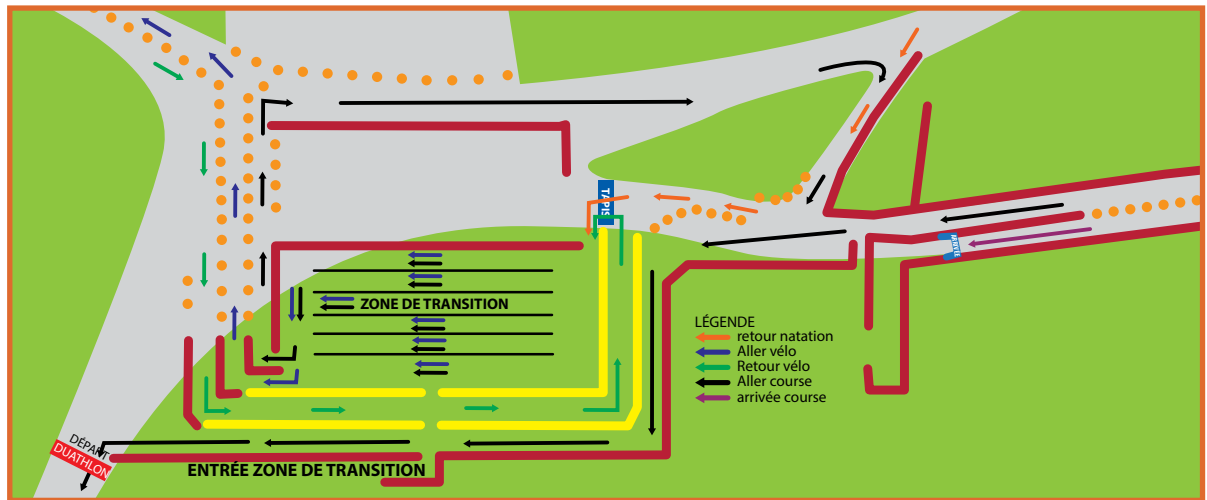 TAPIS
ARRIVÉE
ZONE DE TRANSITION
LÉGENDE
retour natation
Aller vélo
Retour vélo
Aller course
arrivée course
DÉPART
DUATHLON
ENTRÉE ZONE DE TRANSITION